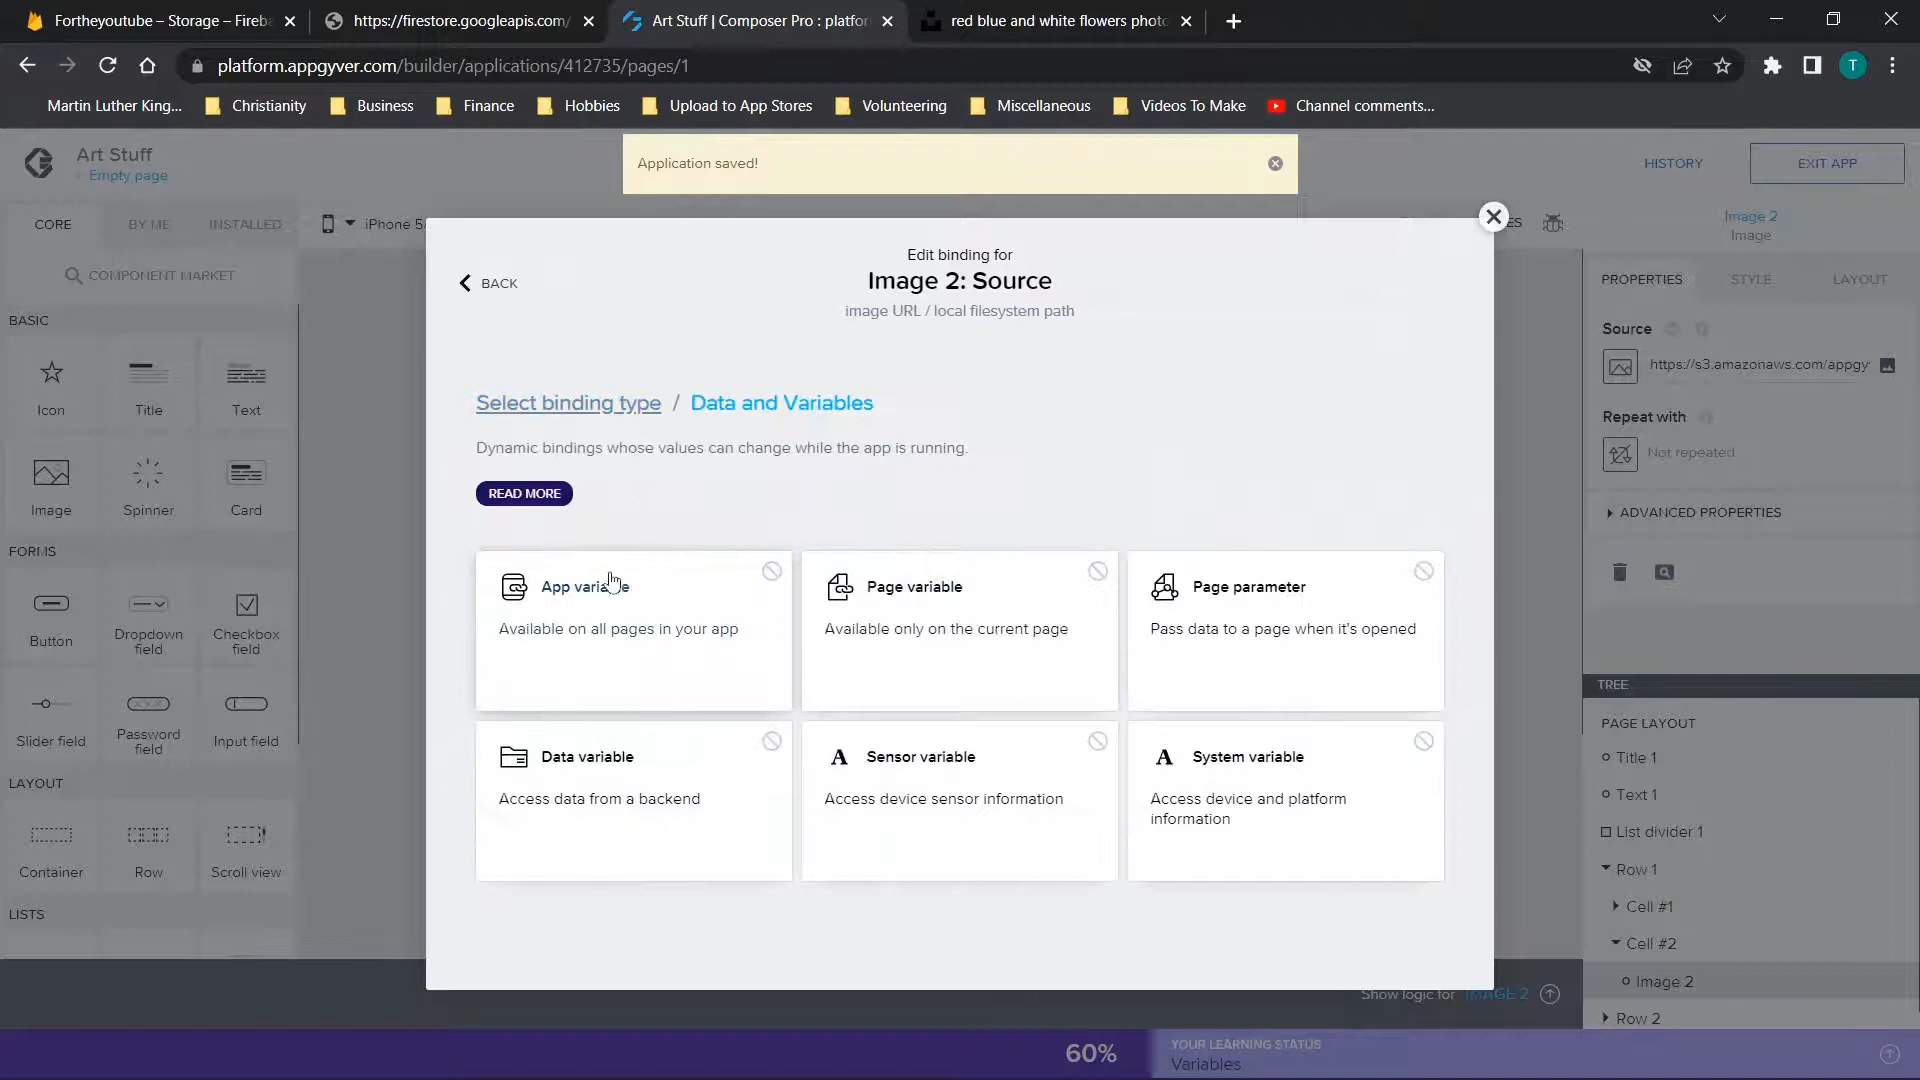 Fortheyoutube – Storage – Fireba
https://firestore.googleapis.com/
Art Stuff | Composer Pro : platfor
red blue and white flowers photo
platform.appgyver.com/builder/applications/412735/pages/1
T
Martin Luther King...
Christianity
Business
Finance
Hobbies
Upload to App Stores
Volunteering
Miscellaneous
Videos To Make
Channel comments...
Art Stuff
Empty page
Application saved!
HISTORY
EXIT APP
CORE
BY ME
INSTALLED
iPhone 5
ES
Image 2
Image
COMPONENT MARKET
BASIC
Icon
Title
Text
Image
Spinner
Card
FORMS
Button
Dropdown
field
Checkbox
field
Slider field
Password
field
Input field
LAYOUT
Container
Row
Scroll view
LISTS
BACK
Edit binding for
Image 2: Source
image URL / local filesystem path
Select binding type / Data and Variables
Dynamic bindings whose values can change while the app is running.
READ MORE
App variable
Available on all pages in your app
Page variable
Available only on the current page
Page parameter
Pass data to a page when it's opened
Data variable
Access data from a backend
Sensor variable
Access device sensor information
System variable
Access device and platform
information
PROPERTIES
STYLE
LAYOUT
Source
https://s3.amazonaws.com/appgy
Repeat with
Not repeated
ADVANCED PROPERTIES
TREE
PAGE LAYOUT
Title 1
Text 1
List divider 1
Row 1
Cell #1
Cell #2
Image 2
Row 2
Show logic for IMAGE 2
60%
YOUR LEARNING STATUS
Variables